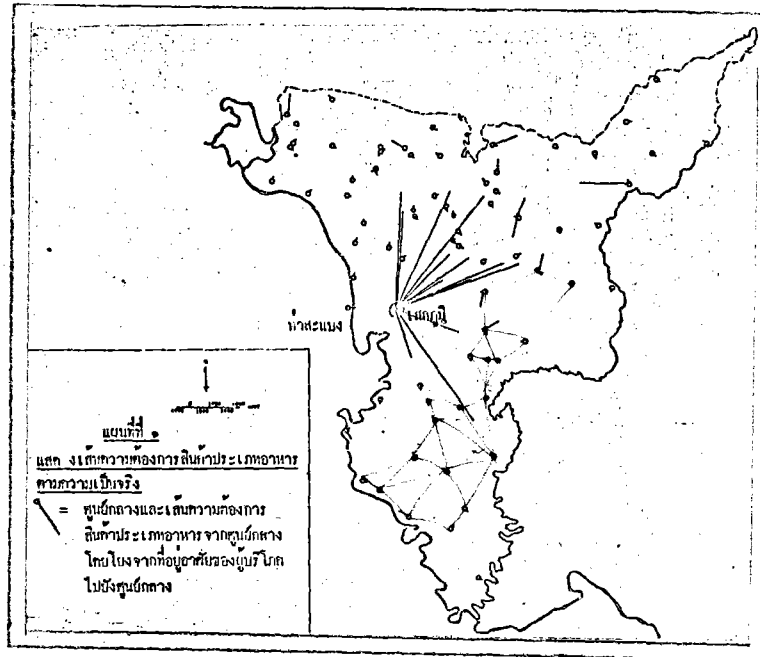 ท่าสะแบง
เมกภูมิ
แผนที่ที่
แสดงเส้นความต้องการสินค้าประเภทอาหาร
ตามความเป็นจริง
= ศูนย์กลางและเส้นความต้องการ
สินค้าประเภทอาหารจากศูนย์กลาง
โดยโยงจากที่อยู่อาศัยของผู้บริโภค
ไปยังศูนย์กลาง